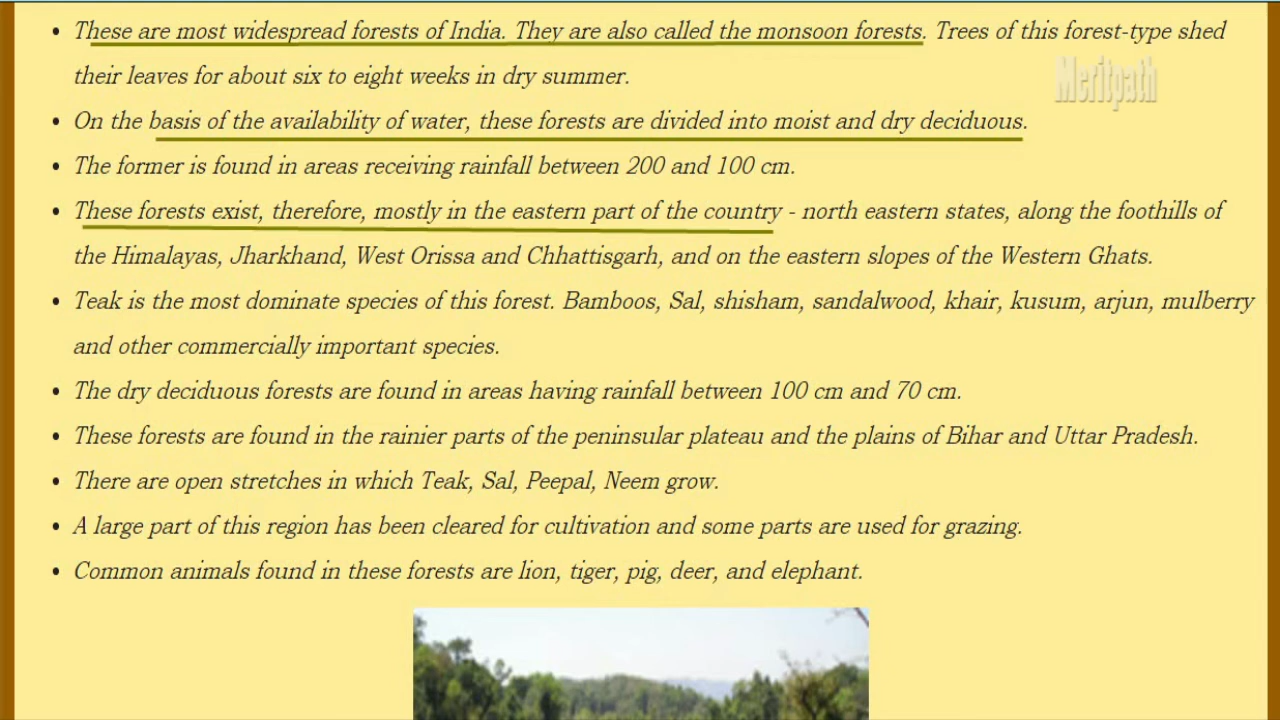 • These are most widespread forests of India. They are also called the monsoon forests. Trees of this forest-type shed
their leaves for about six to eight weeks in dry summer.
Meritpath
• On the basis of the availability of water, these forests are divided into moist and dry deciduous.
• The former is found in areas receiving rainfall between 200 and 100 cm.
• These forests exist, therefore, mostly in the eastern part of the country - north eastern states, along the foothills of
the Himalayas, Jharkhand, West Orissa and Chhattisgarh, and on the eastern slopes of the Western Ghats.
• Teak is the most dominate species of this forest. Bamboos, Sal, shisham, sandalwood, khair, kusum, arjun, mulberry
and other commercially important species.
• The dry deciduous forests are found in areas having rainfall between 100 cm and 70 cm.
• These forests are found in the rainier parts of the peninsular plateau and the plains of Bihar and Uttar Pradesh.
• There are open stretches in which Teak, Sal, Peepal, Neem grow.
• A large part of this region has been cleared for cultivation and some parts are used for grazing.
• Common animals found in these forests are lion, tiger, pig, deer, and elephant.